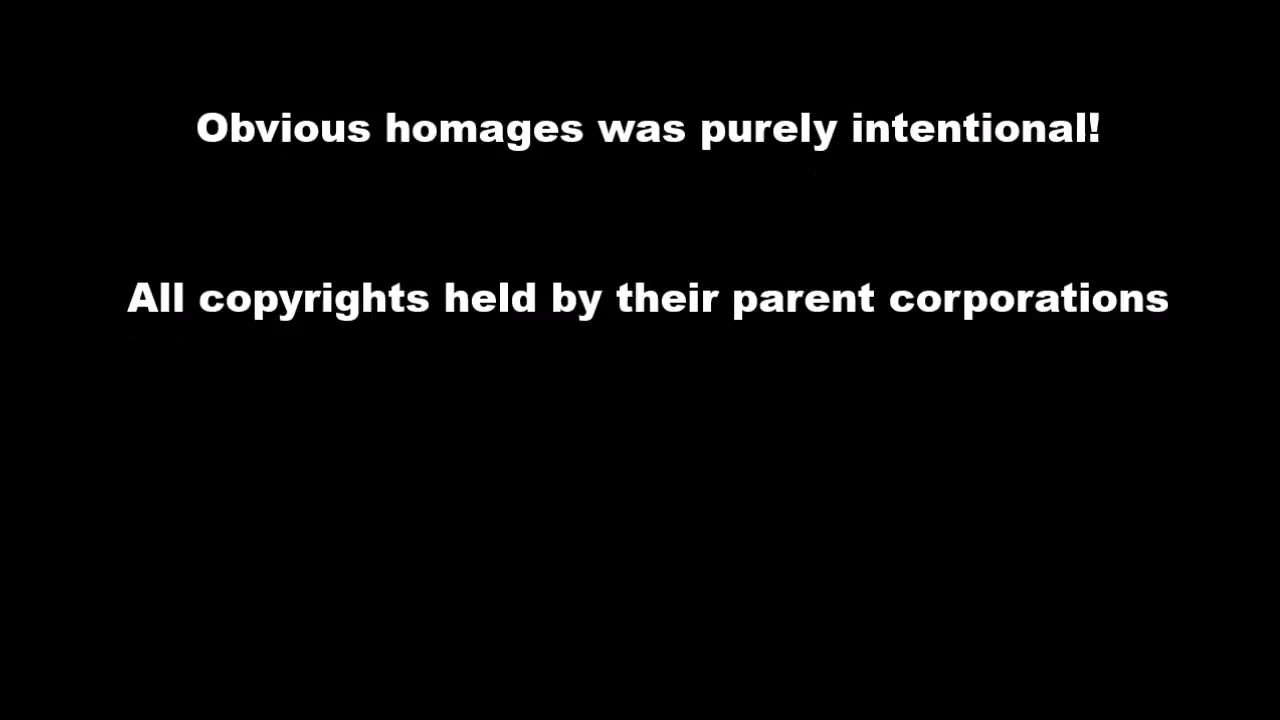 Obvious homages was purely intentional!
All copyrights held by their parent corporations